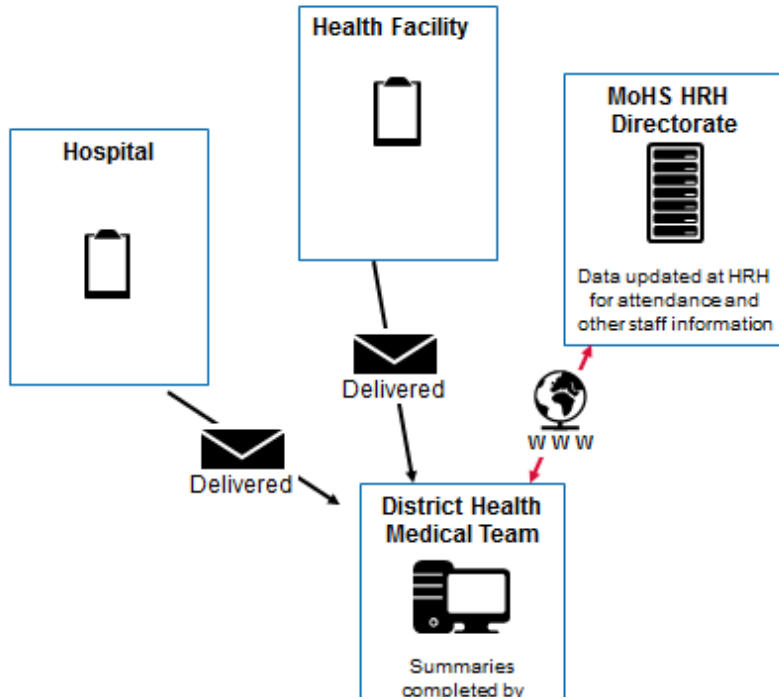 Health Facility
MoHS HRH
Directorate
Hospital
Data updated at HRH
for attendance and
other staff information
Delivered
W W W
Delivered
District Health
Medical Team
Summaries
completed by